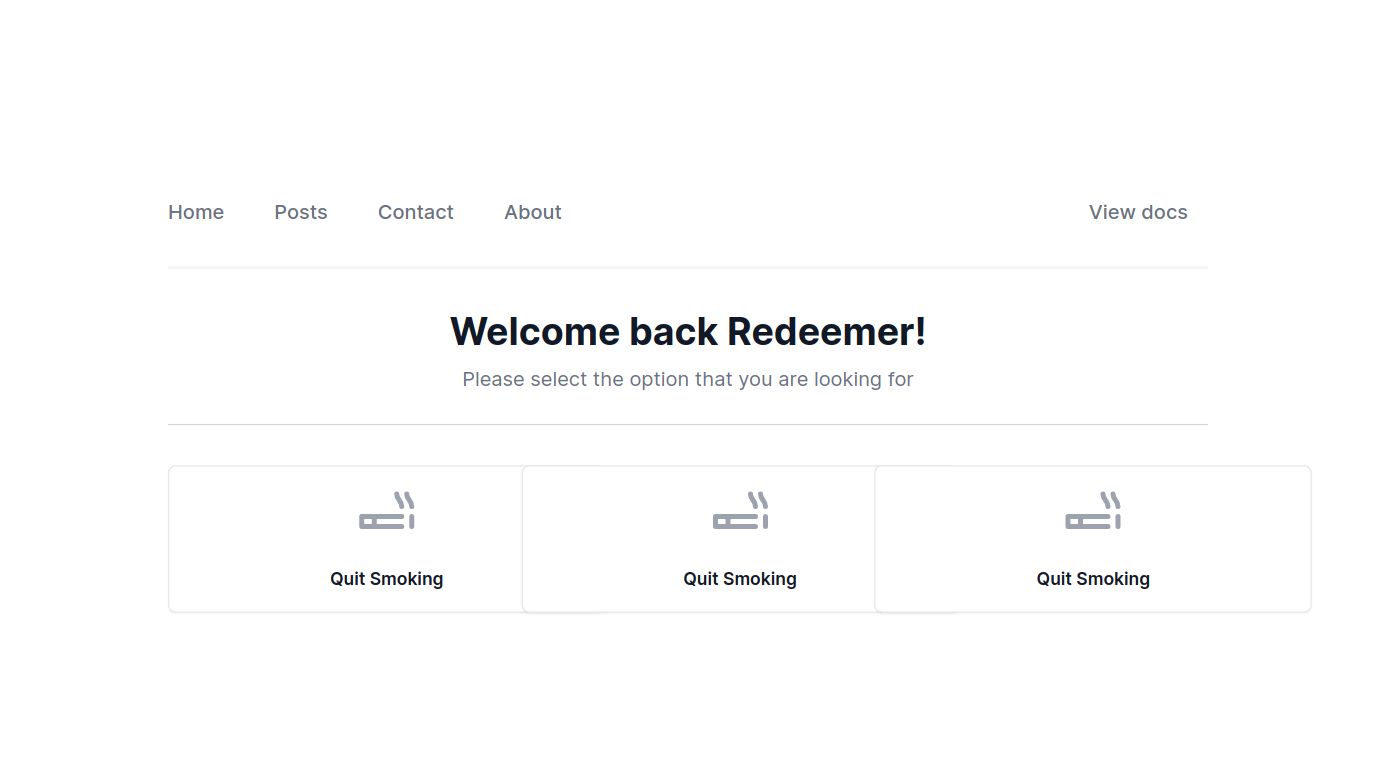 Home Posts Contact About View docs
Welcome back Redeemer!
Please select the option that you are looking for
Quit Smoking Quit Smoking Quit Smoking